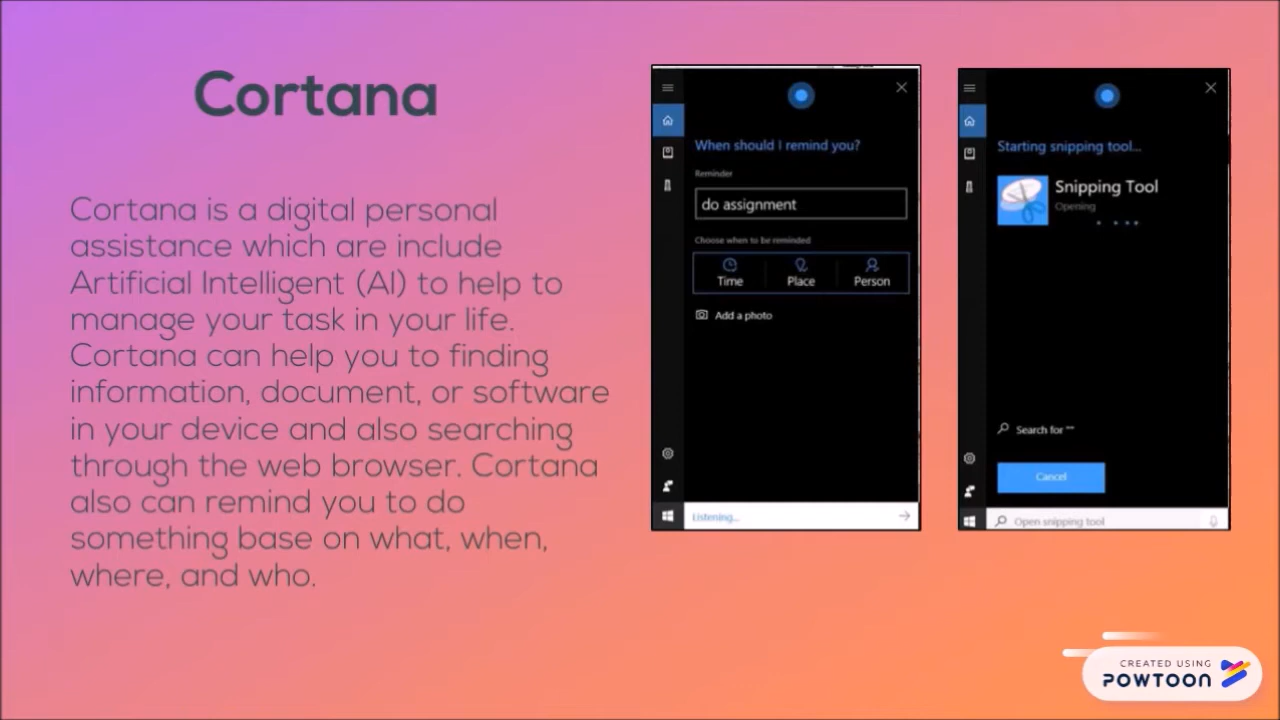 Cortana
Cortana is a digital personal
assistance which are include
Artificial Intelligent (AI) to help to
manage your task in your life.
Cortana can help you to finding
information, document, or software
in your device and also searching
through the web browser. Cortana
also can remind you to do
something base on what, when,
where, and who.
When should I remind you?
Reminder
do assignment
Choose when to be reminded
Time Place Person
Add a photo
Listening...
Starting snipping tool...
Snipping Tool
Opening
Search for ""
Cancel
Open snipping tool
CREATED USING
POWTOON